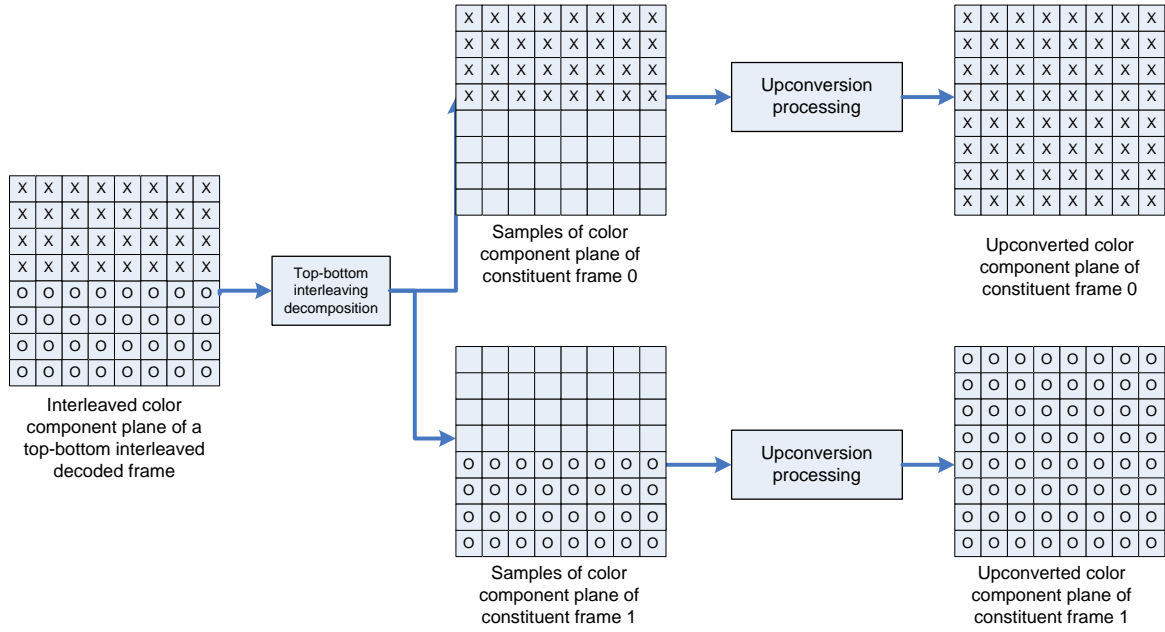 X X X X X X X X
X X X X X X X X
X X X X X X X X
X X X X X X X X
Samples of color
component plane of
constituent frame 0
Upconversion
processing
X X X X X X X X
X X X X X X X X
X X X X X X X X
X X X X X X X X
X X X X X X X X
X X X X X X X X
X X X X X X X X
X X X X X X X X
Upconverted color
component plane of
constituent frame 0
X X X X X X X X
X X X X X X X X
X X X X X X X X
X X X X X X X X
O O O O O O O O
O O O O O O O O
O O O O O O O O
O O O O O O O O
Interleaved color
component plane of a
top-bottom interleaved
decoded frame
Top-bottom
interleaving
decomposition
O O O O O O O O
O O O O O O O O
O O O O O O O O
O O O O O O O O
Samples of color
component plane of
constituent frame 1
Upconversion
processing
O O O O O O O O
O O O O O O O O
O O O O O O O O
O O O O O O O O
O O O O O O O O
O O O O O O O O
O O O O O O O O
O O O O O O O O
Upconverted color
component plane of
constituent frame 1